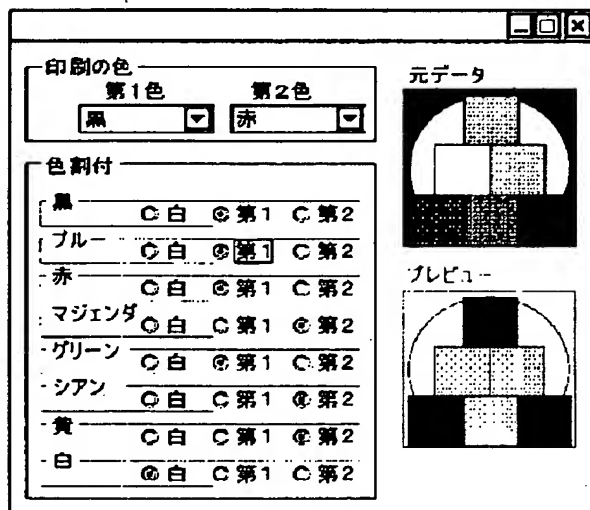 印刷の色
第1色 第2色
黒 赤
色割付
黒
白 第1 第2
ブルー
白 第1 第2
赤
白 第1 第2
マジェンダ
白 第1 第2
グリーン
白 第1 第2
シアン
白 第1 第2
黄
白 第1 第2
白
白 第1 第2
元データ
プレビュー